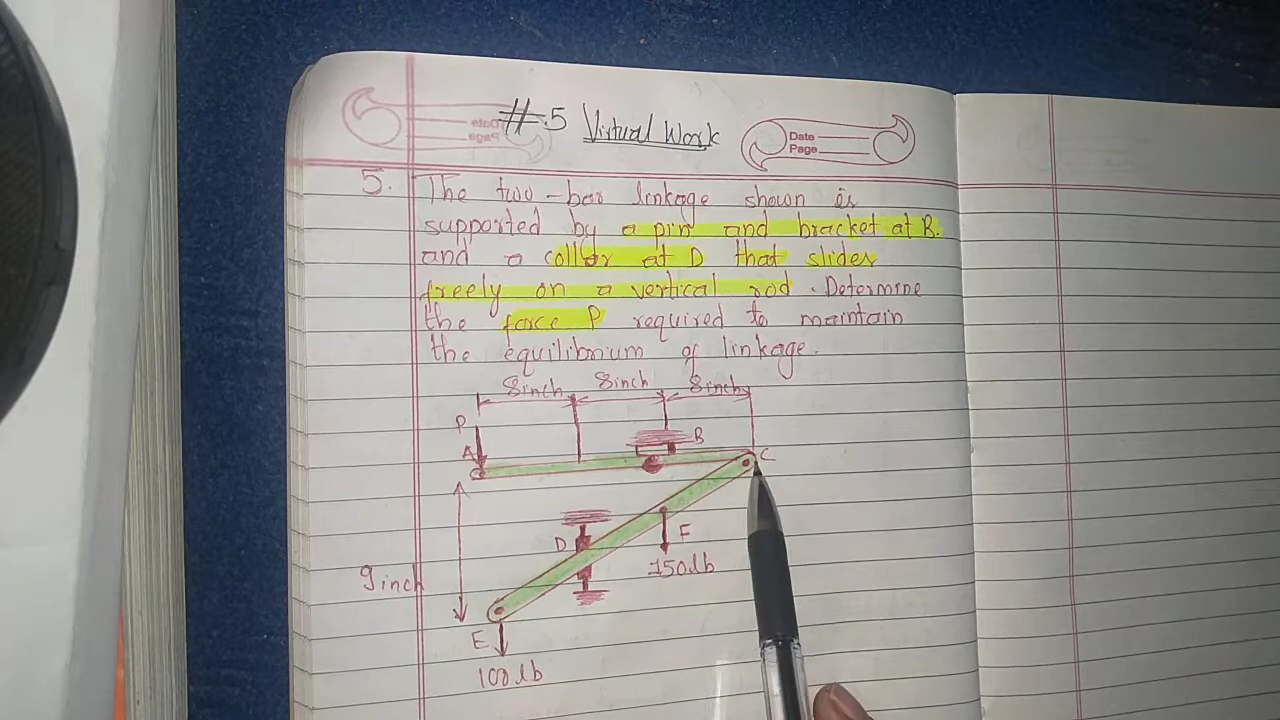 #.5 Virtual Work
Date
Page
Date
Page
5. The two-bar linkage shown is
supported by a pin and bracket at B.
and a collar at D that slides
freely on a vertical rod. Determine
the force P required to maintain
the equilibrium of linkage.
8inch 8inch 8inch
P
A B C
D F
150lb
9inch
E
100lb